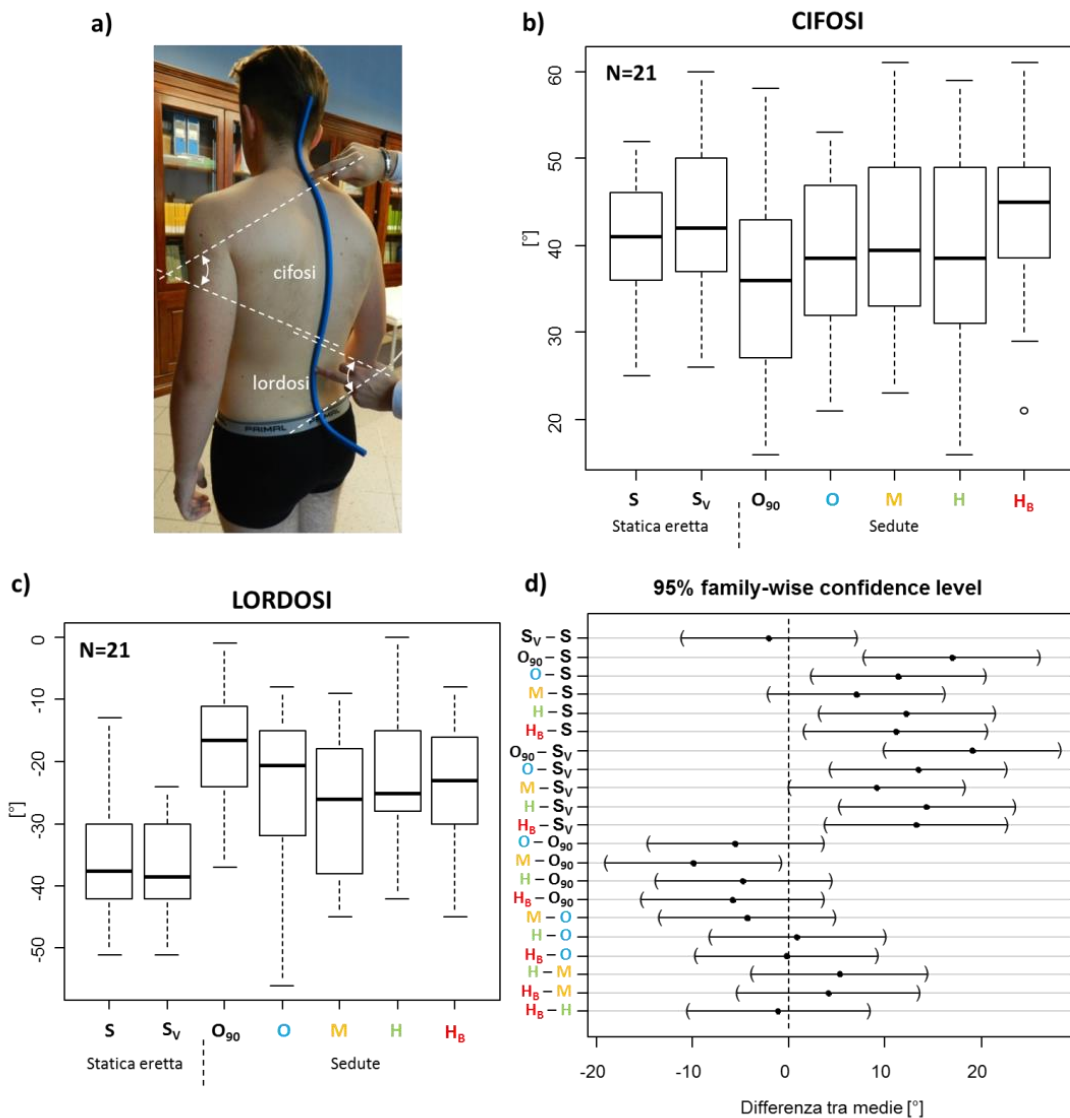 a)
cifosi
lordosi
PRIMAL
b)
CIFOSI
N=21
60
50
40
30
20
[°]
S SV O90 O M H HB
Statica eretta Sedute
c)
LORDOSI
N=21
0
-10
-20
-30
-40
-50
[°]
S SV O90 O M H HB
Statica eretta Sedute
d)
95% family-wise confidence level
SV – S
O90 – S
O – S
M – S
H – S
HB – S
O90 – SV
O – SV
M – SV
H – SV
HB – SV
O – O90
M – O90
H – O90
HB – O90
M – O
H – O
HB – O
H – M
HB – M
HB – H
-20 -10 0 10 20
Differenza tra medie [°]